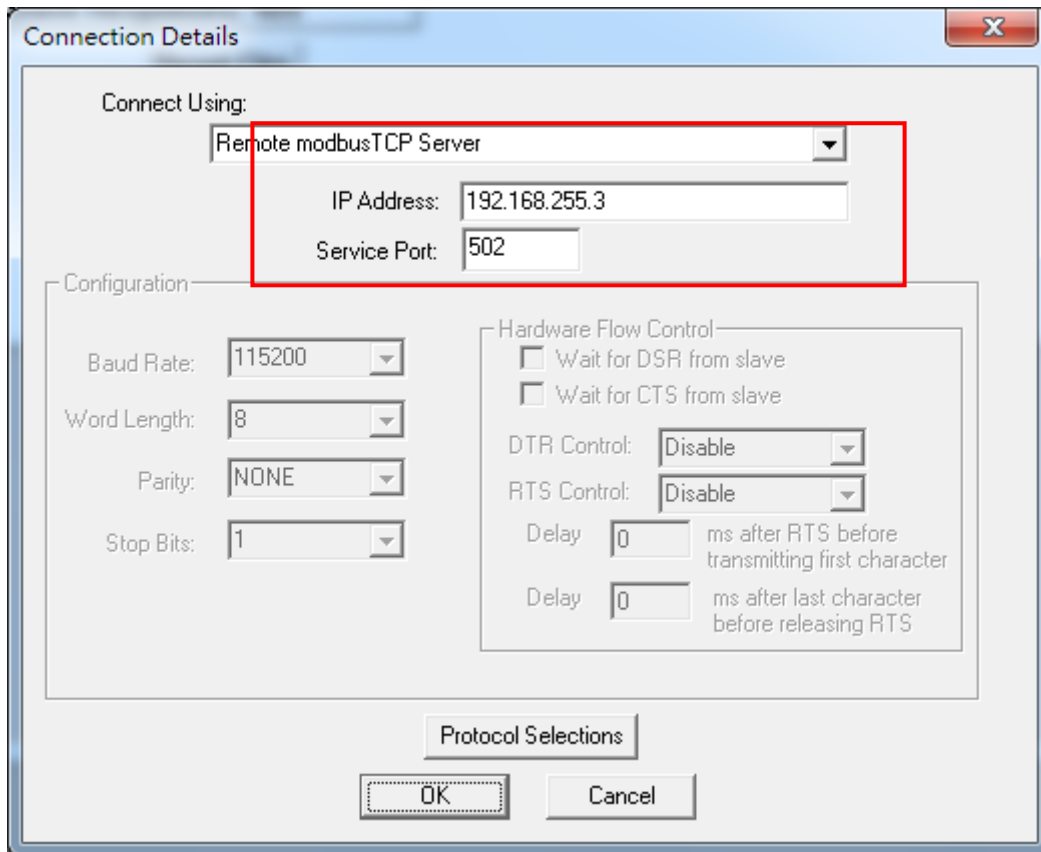 Connection Details
Connect Using:
Remote modbusTCP Server
IP Address: 192.168.255.3
Service Port: 502
Configuration
Baud Rate: 115200
Word Length: 8
Parity: NONE
Stop Bits: 1
Hardware Flow Control
Wait for DSR from slave
Wait for CTS from slave
DTR Control: Disable
RTS Control: Disable
Delay 0 ms after RTS before
transmitting first character
Delay 0 ms after last character
before releasing RTS
Protocol Selections
OK Cancel